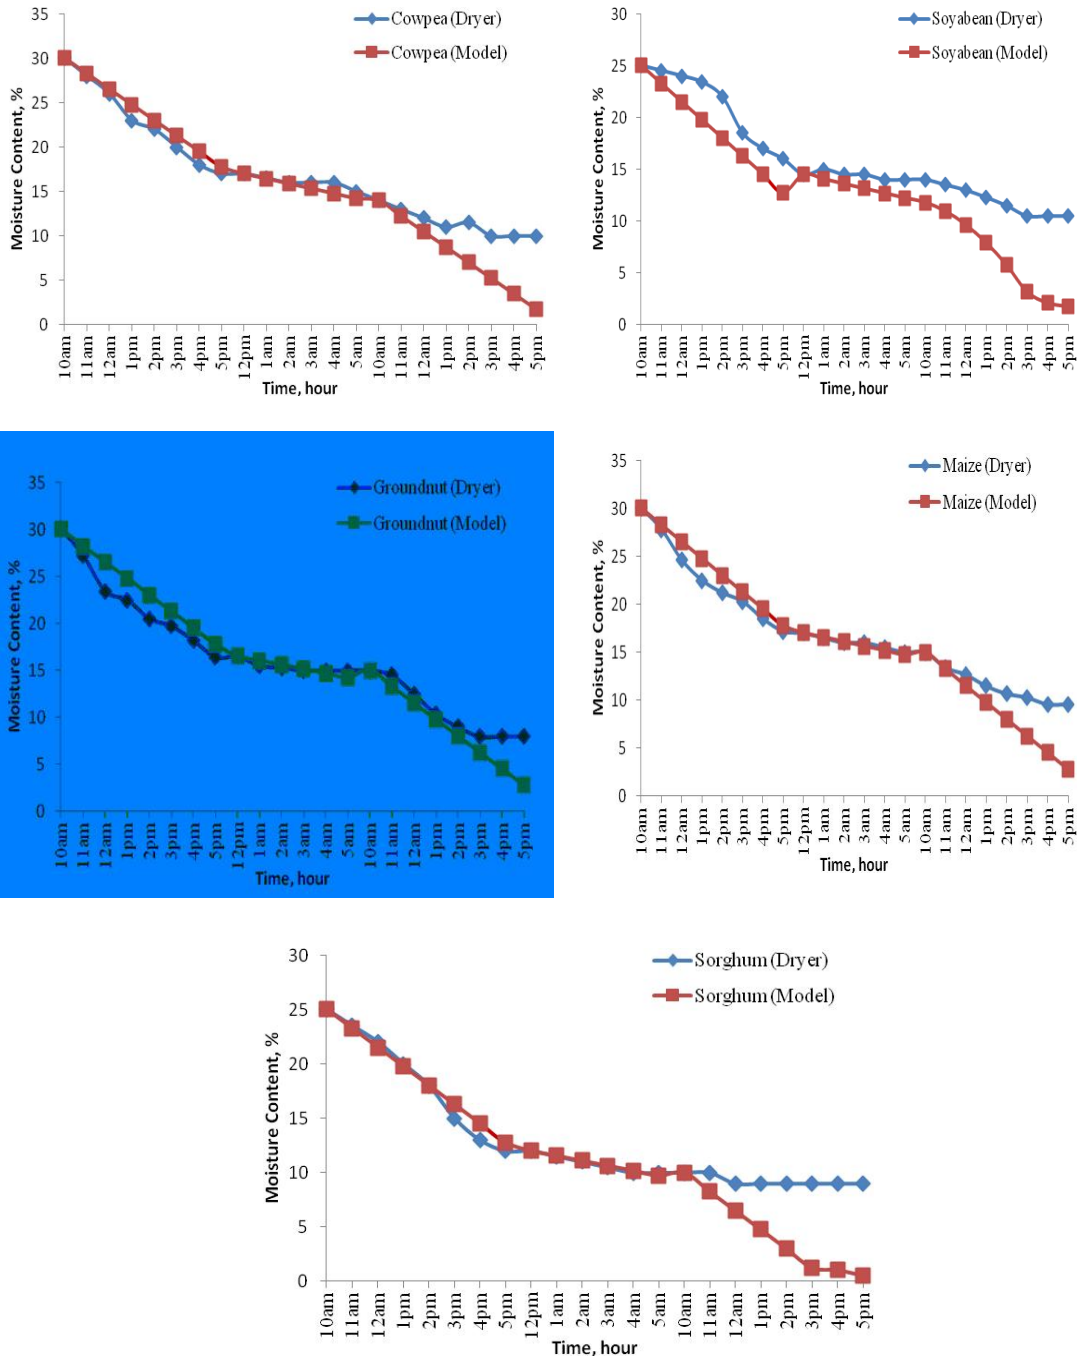 Cowpea (Dryer)
Cowpea (Model)
Moisture Content, %
35
30
25
20
15
10
5
0
10am
11am
12am
1pm
2pm
3pm
4pm
5pm
12pm
1am
2am
3am
4am
5am
10am
11am
12am
1pm
2pm
3pm
4pm
5pm
Time, hour
Soyabean (Dryer)
Soyabean (Model)
Moisture Content, %
30
25
20
15
10
5
0
10am
11am
12am
1pm
2pm
3pm
4pm
5pm
12pm
1am
2am
3am
4am
5am
10am
11am
12am
1pm
2pm
3pm
4pm
5pm
Time, hour
Groundnut (Dryer)
Groundnut (Model)
Moisture Content, %
35
30
25
20
15
10
5
0
10am
11am
12am
1pm
2pm
3pm
4pm
5pm
12pm
1am
2am
3am
4am
5am
10am
11am
12am
1pm
2pm
3pm
4pm
5pm
Time, hour
Maize (Dryer)
Maize (Model)
Moisture Content, %
35
30
25
20
15
10
5
0
10am
11am
12am
1pm
2pm
3pm
4pm
5pm
12pm
1am
2am
3am
4am
5am
10am
11am
12am
1pm
2pm
3pm
4pm
5pm
Time, hour
Sorghum (Dryer)
Sorghum (Model)
Moisture Content, %
30
25
20
15
10
5
0
10am
11am
12am
1pm
2pm
3pm
4pm
5pm
12pm
1am
2am
3am
4am
5am
10am
11am
12am
1pm
2pm
3pm
4pm
5pm
Time, hour